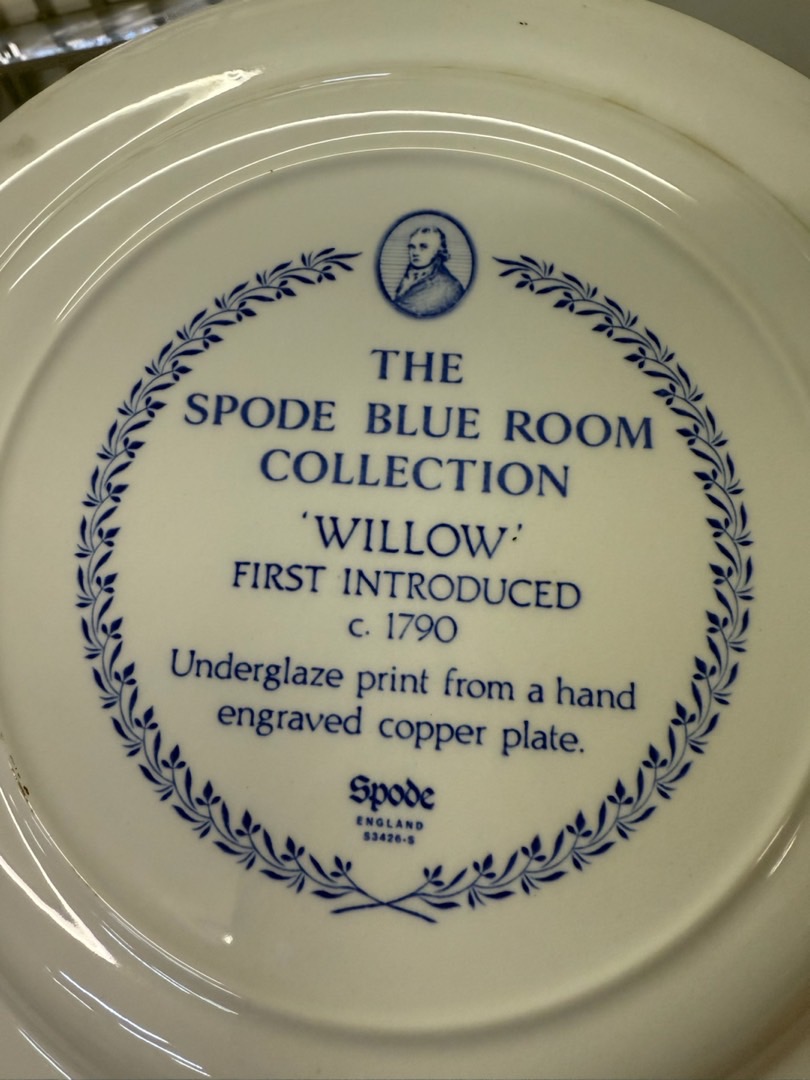 THE
SPODE BLUE ROOM
COLLECTION
'WILLOW'
FIRST INTRODUCED
c. 1790
Underglaze print from a hand
engraved copper plate.
Spode
ENGLAND
S3426-S